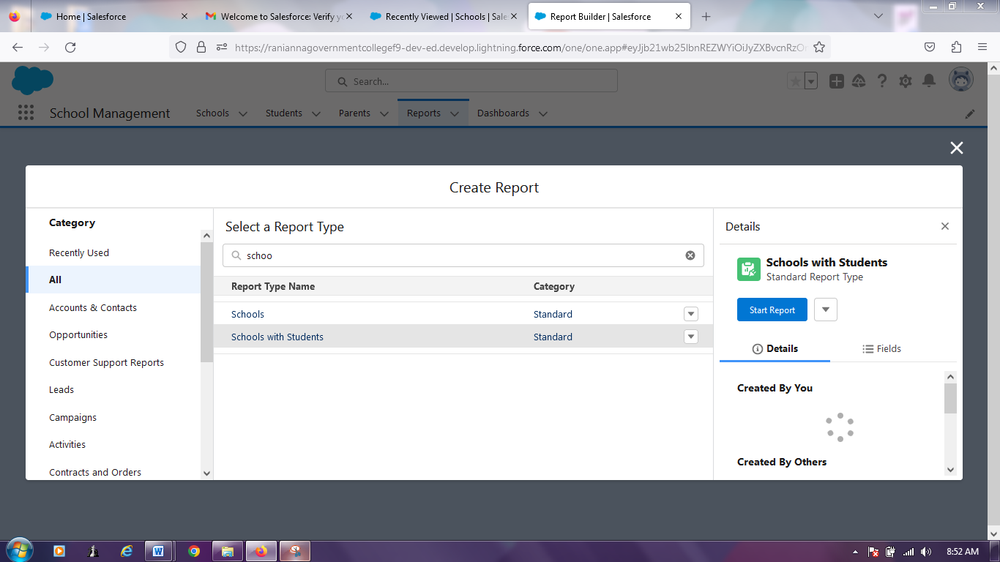 Home | Salesforce
Welcome to Salesforce: Verify yo
Recently Viewed | Schools | Sale
Report Builder | Salesforce
https://raniannagovernmentcollegef9-dev-ed.develop.lightning.force.com/one/one.app#eyJjb21wb25lbnREZWYiOiJyZXBvcnRzOn
Search...
School Management
Schools
Students
Parents
Reports
Dashboards
Create Report
Category
Recently Used
All
Accounts & Contacts
Opportunities
Customer Support Reports
Leads
Campaigns
Activities
Contracts and Orders
Select a Report Type
schoo
Report Type Name
Category
Schools
Standard
Schools with Students
Standard
Details
Schools with Students
Standard Report Type
Start Report
Details
Fields
Created By You
Created By Others
8:52 AM